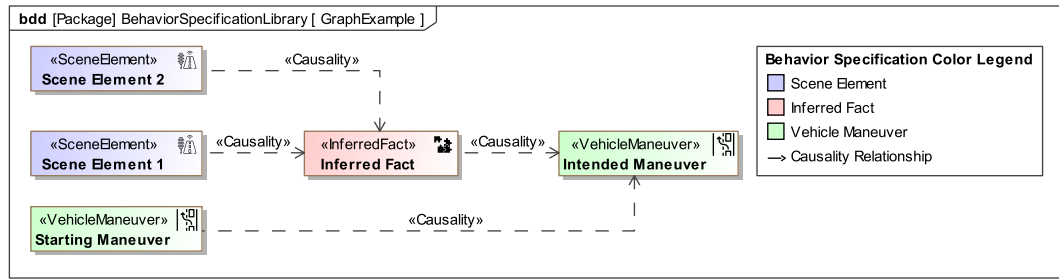 bdd [Package] BehaviorSpecificationLibrary [ GraphExample ]
«SceneElement»
Scene Element 2
«Causality»
«SceneElement»
Scene Element 1
«Causality»
«InferredFact»
Inferred Fact
«Causality»
«VehicleManeuver»
Intended Maneuver
«VehicleManeuver»
Starting Maneuver
«Causality»
Behavior Specification Color Legend
Scene Element
Inferred Fact
Vehicle Maneuver
Causality Relationship